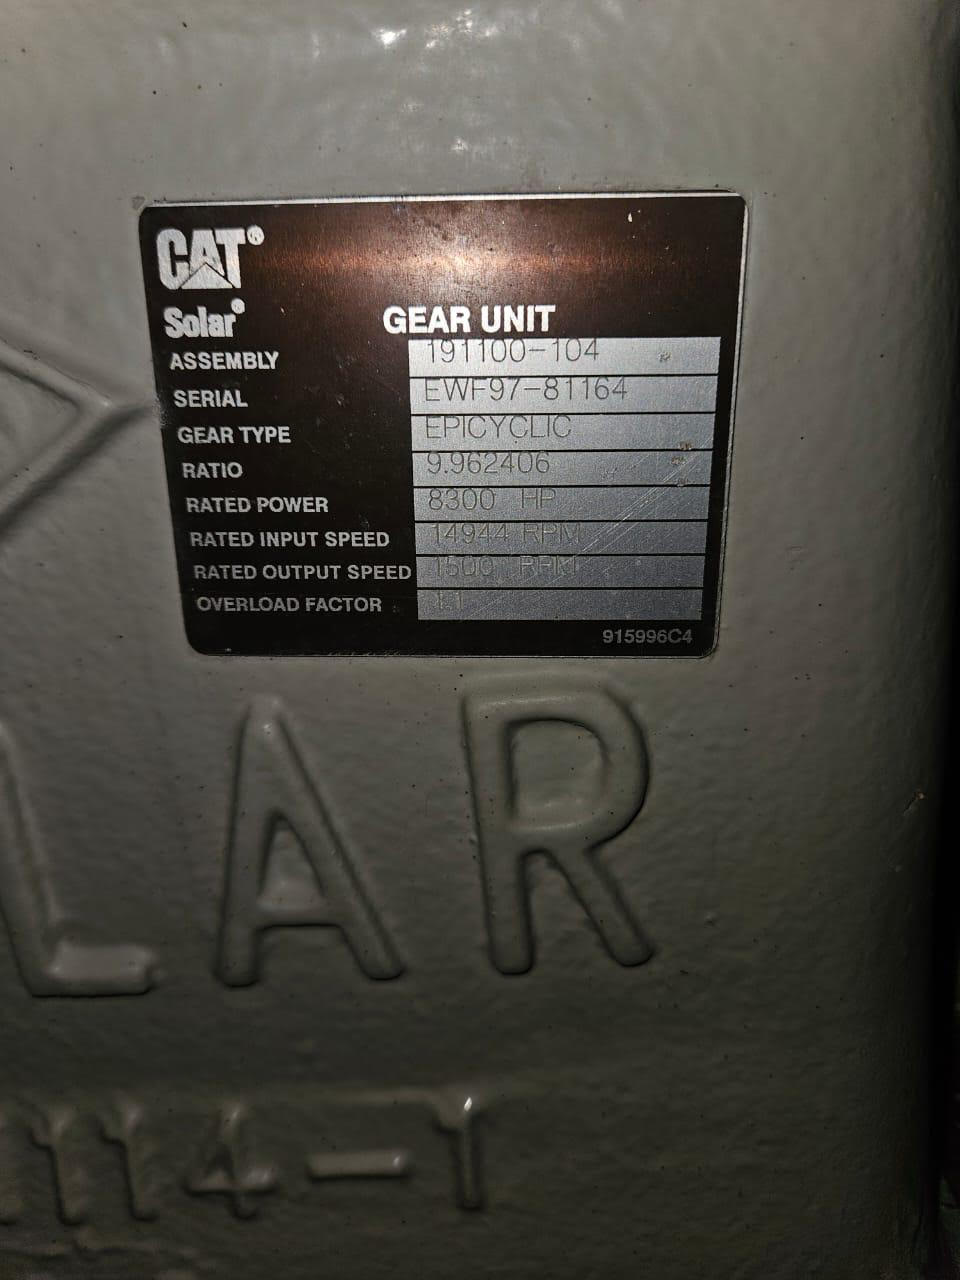 CAT®
Solar®
GEAR UNIT
ASSEMBLY 191100-104
SERIAL EWF97-81164
GEAR TYPE EPICYCLIC
RATIO 9.962406
RATED POWER 8300 HP
RATED INPUT SPEED 14944 RPM
RATED OUTPUT SPEED 1500 RPM
OVERLOAD FACTOR 1.1
915996C4
LAR
114-1